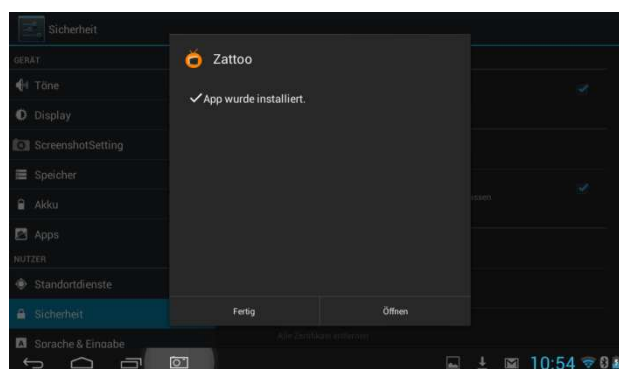 Sicherheit
GERÄT
Töne
Display
ScreenshotSetting
Speicher
Akku
Apps
NUTZER
Standortdienste
Sicherheit
Sprache & Eingabe
Zattoo
App wurde installiert.
Fertig
Öffnen
10:54